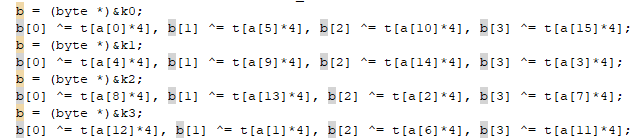 b = (byte *)&k0;
b[0] ^= t[a[0]*4], b[1] ^= t[a[5]*4], b[2] ^= t[a[10]*4], b[3] ^= t[a[15]*4];
b = (byte *)&k1;
b[0] ^= t[a[4]*4], b[1] ^= t[a[9]*4], b[2] ^= t[a[14]*4], b[3] ^= t[a[3]*4];
b = (byte *)&k2;
b[0] ^= t[a[8]*4], b[1] ^= t[a[13]*4], b[2] ^= t[a[2]*4], b[3] ^= t[a[7]*4];
b = (byte *)&k3;
b[0] ^= t[a[12]*4], b[1] ^= t[a[1]*4], b[2] ^= t[a[6]*4], b[3] ^= t[a[11]*4];